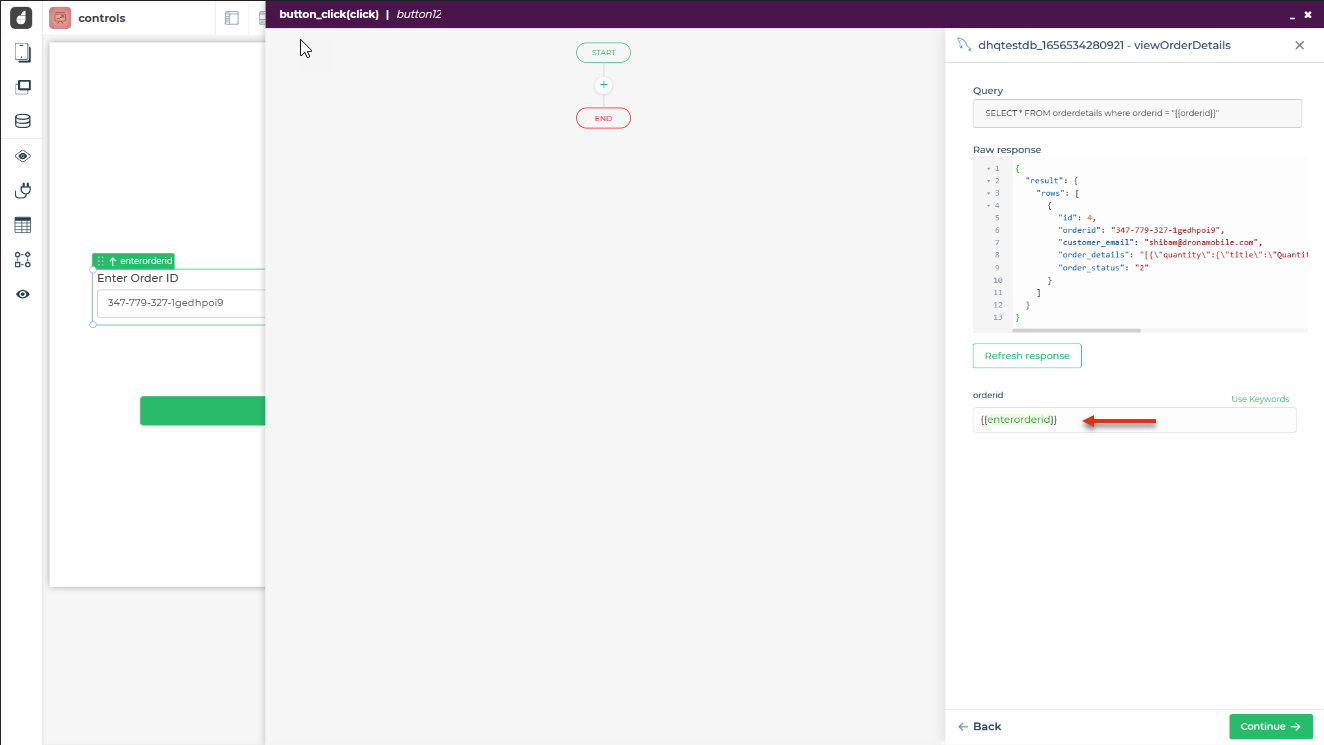 controls
button_click(click) | button12
enterorderid
Enter Order ID
347-779-327-1gedhpoi9
START
+
END
dhqtestdb_1656534280921 - viewOrderDetails
Query
SELECT * FROM orderdetails where orderid = "{{orderid}}"
Raw response
1 {
2 "result": {
3 "rows": [
4 {
5 "id": 4,
6 "orderid": "347-779-327-1gedhpoi9",
7 "customer_email": "shibam@dronamobile.com",
8 "order_details": "[{\"quantity\":{\"title\":\"Quantit
9 "order_status": "2"
10 }
11 ]
12 }
13 }
Refresh response
orderid
Use Keywords
{{enterorderid}}
Back
Continue